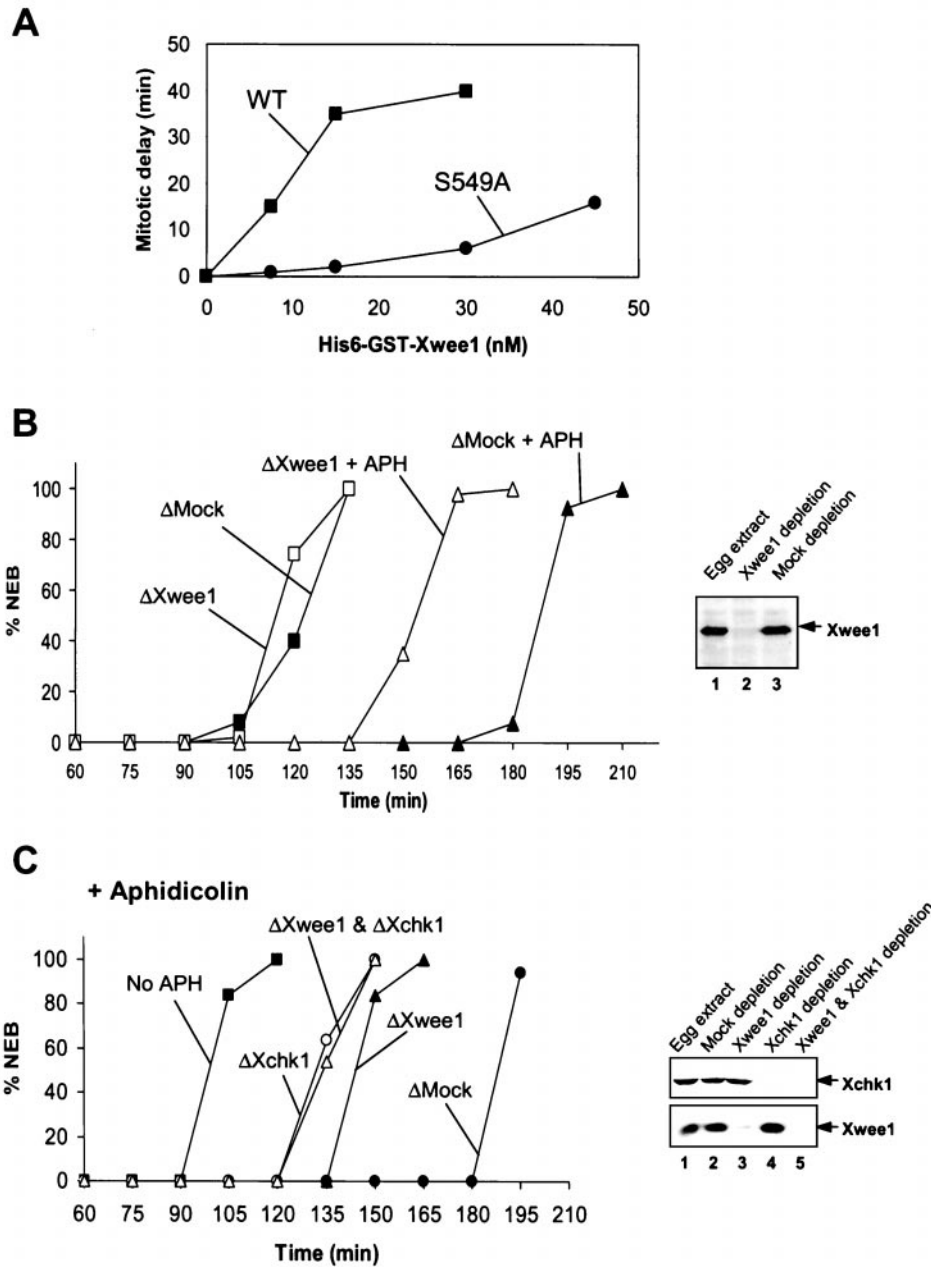 A
Mitotic delay (min)
50
40
30
20
10
0
WT
S549A
0 10 20 30 40 50
His6-GST-Xwee1 (nM)
B
% NEB
100
80
60
40
20
0
ΔXwee1
ΔMock
ΔXwee1 + APH
ΔMock + APH
60 75 90 105 120 135 150 165 180 195 210
Time (min)
Egg extract
Xwee1 depletion
Mock depletion
Xwee1
1 2 3
C
+ Aphidicolin
% NEB
100
80
60
40
20
0
No APH
ΔXwee1 & ΔXchk1
ΔXchk1
ΔXwee1
ΔMock
60 75 90 105 120 135 150 165 180 195 210
Time (min)
Egg extract
Mock depletion
Xwee1 depletion
Xchk1 depletion
Xwee1 & Xchk1 depletion
Xchk1
Xwee1
1 2 3 4 5